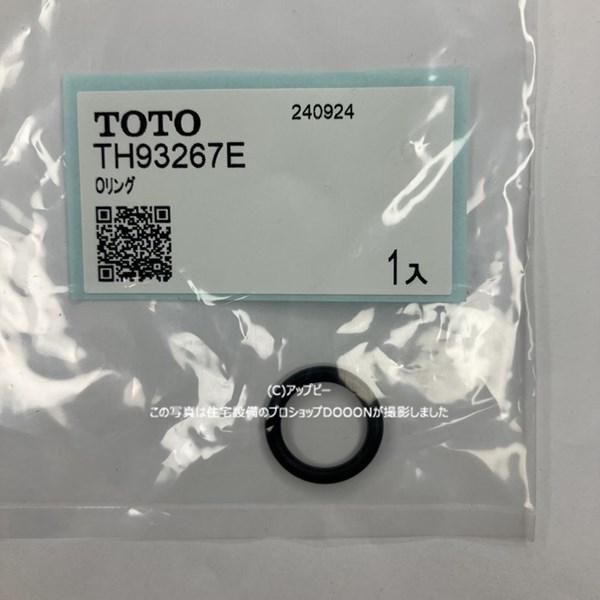 TOTO
240924
TH93267E
Oリング
1入
(C)アップビー
この写真は住宅設備のプロショップDOOONが撮影しました